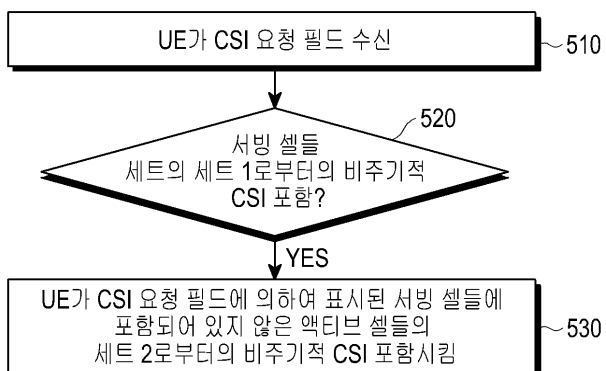 UE가 CSI 요청 필드 수신
510
520
서빙 셀들
세트의 세트 1로부터의 비주기적
CSI 포함?
YES
UE가 CSI 요청 필드에 의하여 표시된 서빙 셀들에
포함되어 있지 않은 액티브 셀들의
세트 2로부터의 비주기적 CSI 포함시킴
530